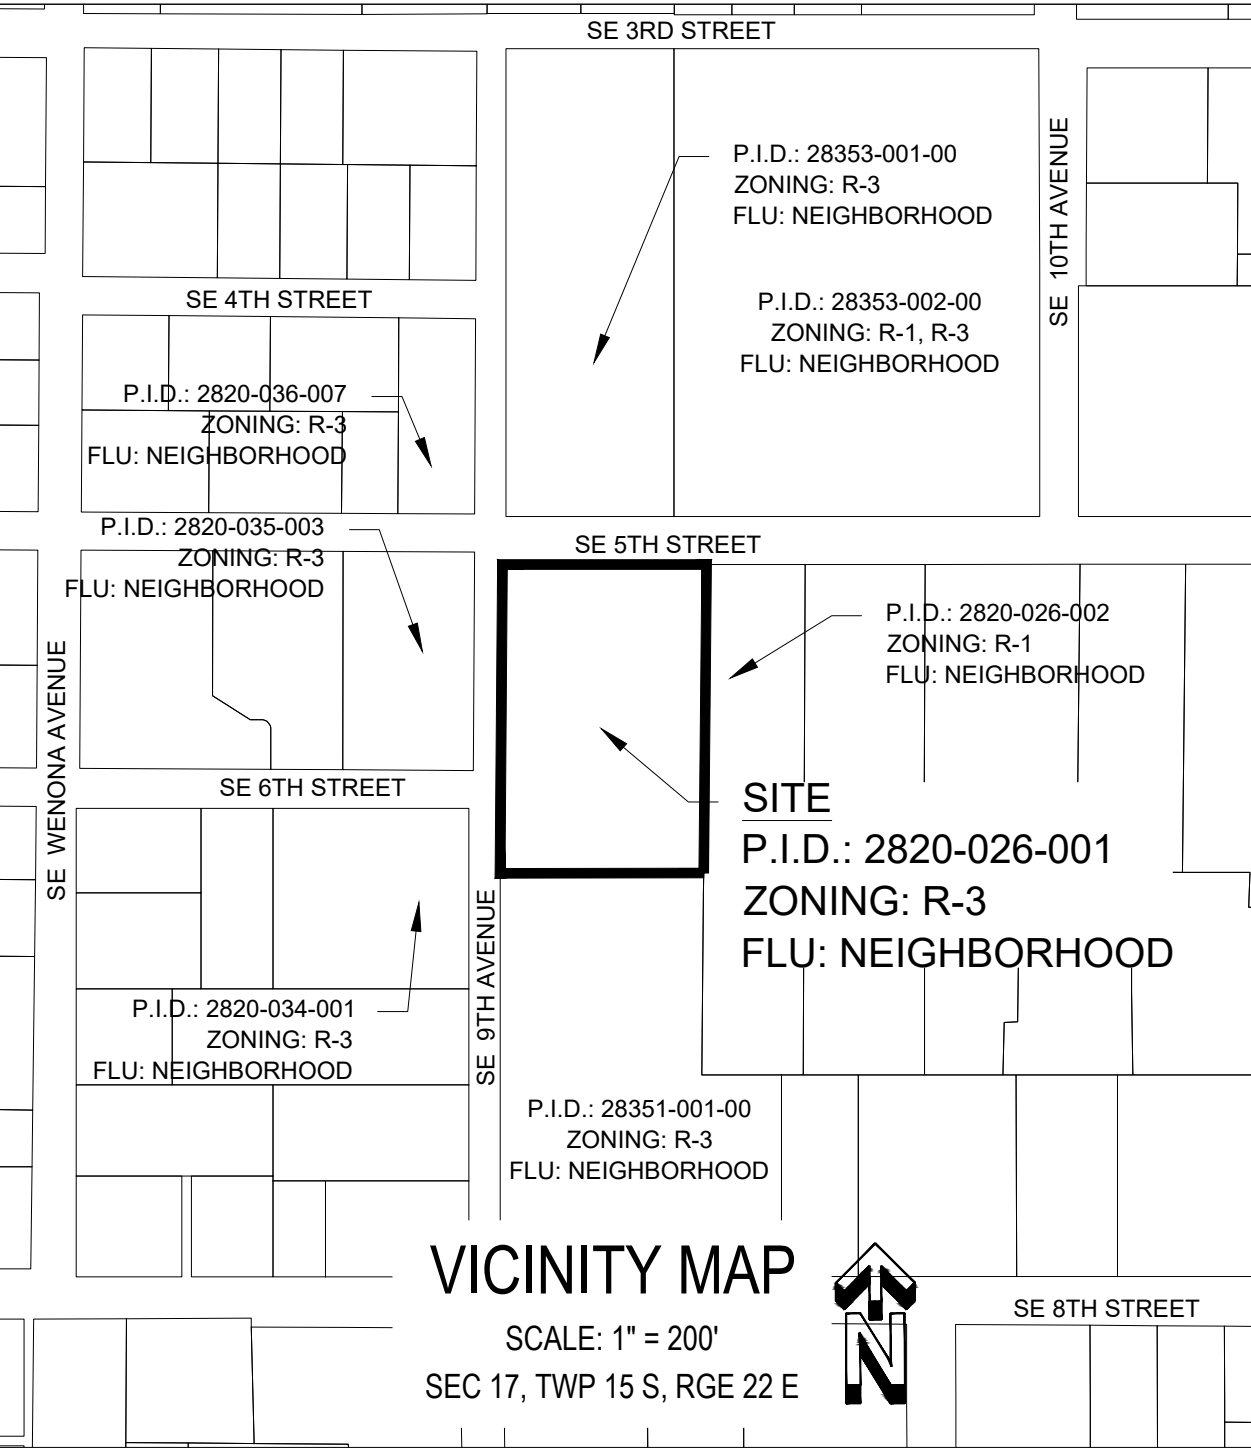 SE 3RD STREET
P.I.D.: 28353-001-00
ZONING: R-3
FLU: NEIGHBORHOOD
SE 10TH AVENUE
P.I.D.: 28353-002-00
ZONING: R-1, R-3
FLU: NEIGHBORHOOD
SE 4TH STREET
P.I.D.: 2820-036-007
ZONING: R-3
FLU: NEIGHBORHOOD
P.I.D.: 2820-035-003
ZONING: R-3
FLU: NEIGHBORHOOD
SE 5TH STREET
P.I.D.: 2820-026-002
ZONING: R-1
FLU: NEIGHBORHOOD
SE WENONA AVENUE
SE 6TH STREET
SITE
P.I.D.: 2820-026-001
ZONING: R-3
FLU: NEIGHBORHOOD
SE 9TH AVENUE
P.I.D.: 2820-034-001
ZONING: R-3
FLU: NEIGHBORHOOD
P.I.D.: 28351-001-00
ZONING: R-3
FLU: NEIGHBORHOOD
VICINITY MAP
SCALE: 1" = 200'
SEC 17, TWP 15 S, RGE 22 E
N
SE 8TH STREET